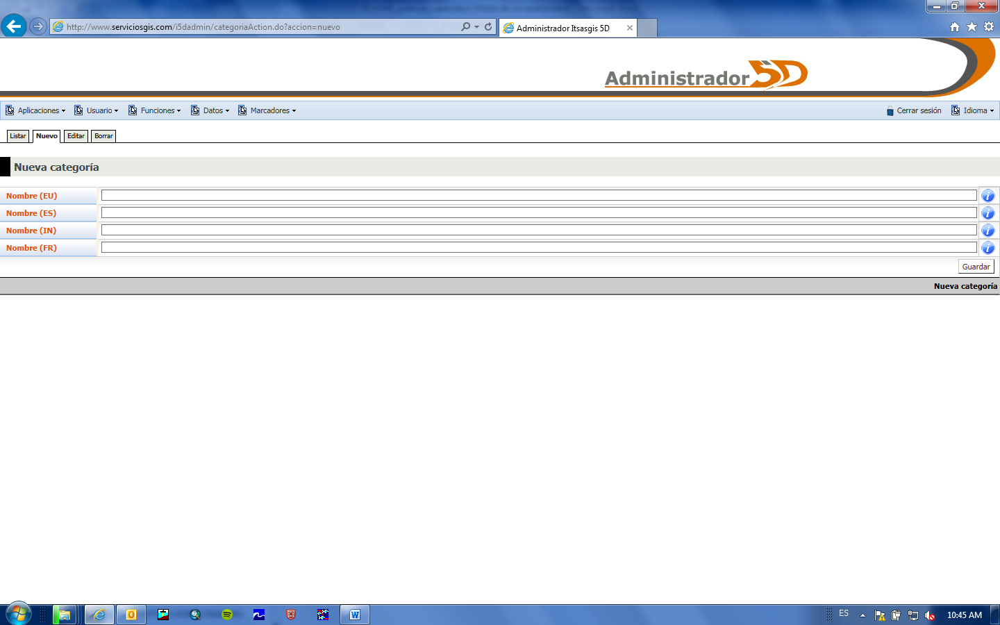 http://www.serviciosgis.com/i5dadmin/categoriaAction.do?accion=nuevo
Administrador Itsasgis 5D
Administrador 5D
Aplicaciones Usuario Funciones Datos Marcadores Cerrar sesión Idioma
Listar Nuevo Editar Borrar
Nueva categoría
Nombre (EU)
Nombre (ES)
Nombre (IN)
Nombre (FR)
Guardar
Nueva categoría
ES 10:45 AM